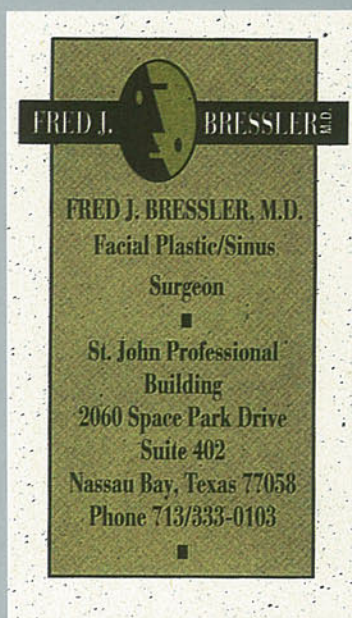 FRED J. BRESSLER M.D.
FRED J. BRESSLER, M.D.
Facial Plastic/Sinus
Surgeon
St. John Professional
Building
2060 Space Park Drive
Suite 402
Nassau Bay, Texas 77058
Phone 713/333-0103